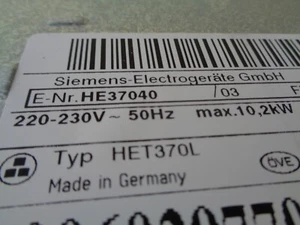 Siemens-Electrogeräte GmbH
E-Nr. HE37040 /03 F
220-230V~ 50Hz max.10,2kW
Typ HET370L
Made in Germany
ÖVE